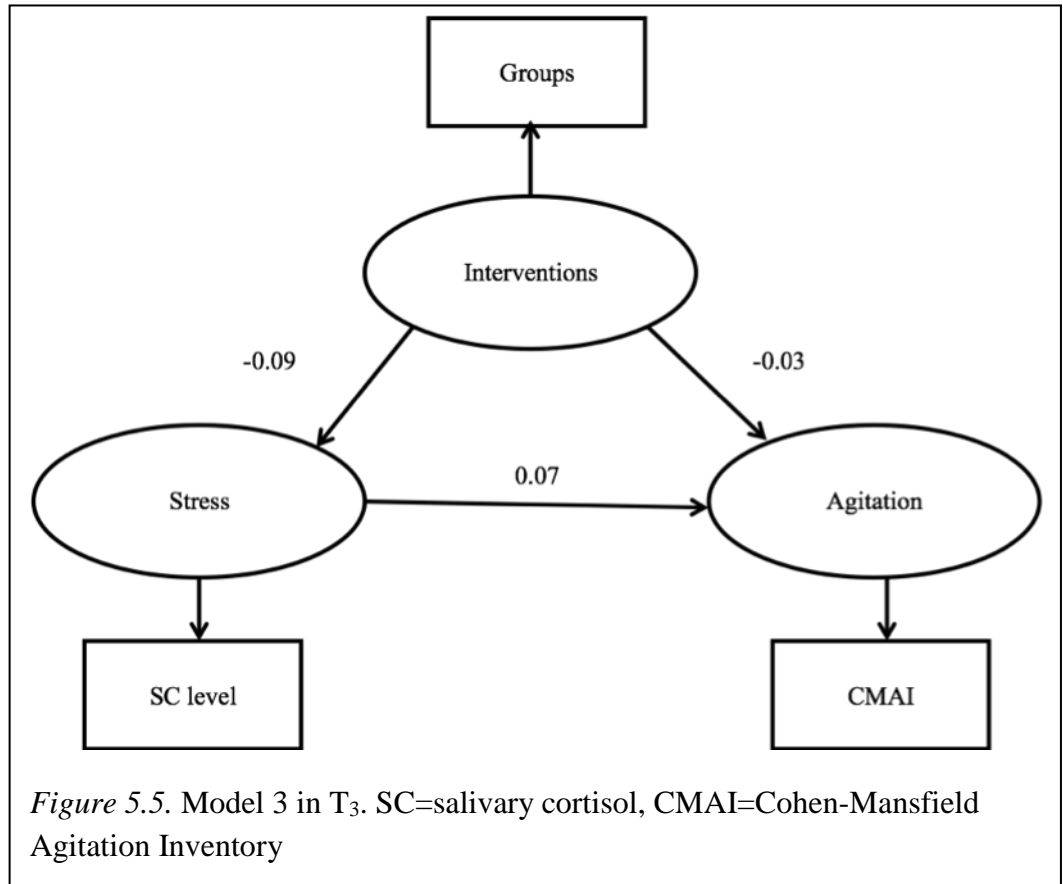 Groups
Interventions
-0.09
-0.03
0.07
Stress
Agitation
SC level
CMAI
Figure 5.5. Model 3 in T₃. SC=salivary cortisol, CMAI=Cohen-Mansfield
Agitation Inventory